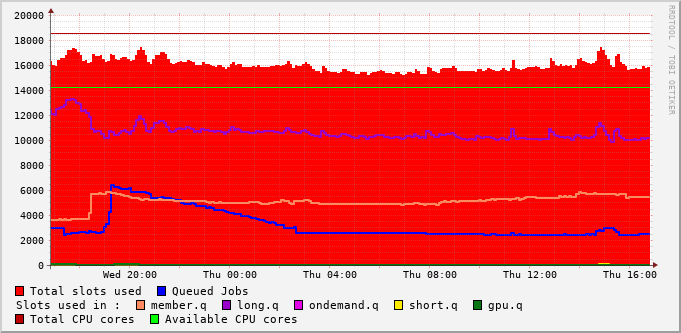 RRDTOOL / TOBI OETIKER
20000
18000
16000
14000
12000
10000
8000
6000
4000
2000
0
Wed 20:00 Thu 00:00 Thu 04:00 Thu 08:00 Thu 12:00 Thu 16:00
Total slots used Queued Jobs
Slots used in : member.q long.q ondemand.q short.q gpu.q
Total CPU cores Available CPU cores